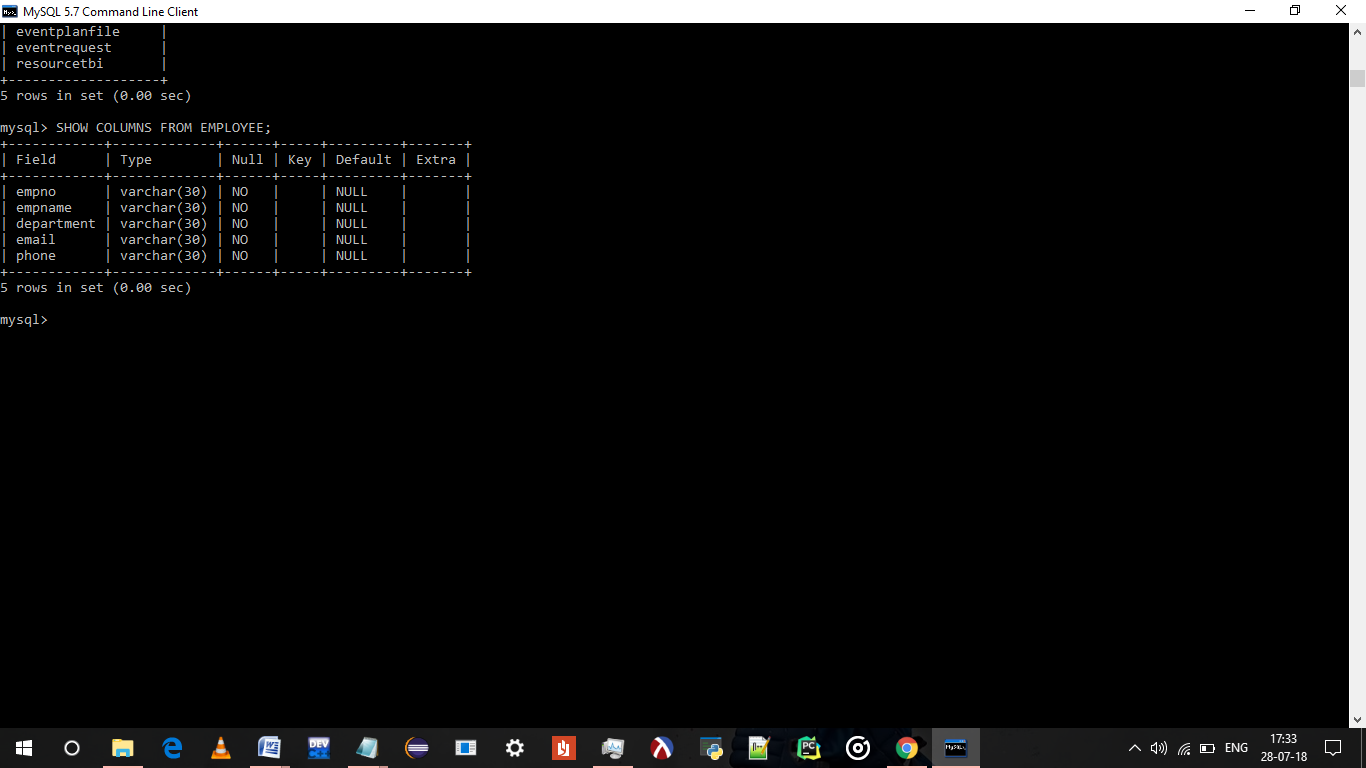 MySQL 5.7 Command Line Client
| eventplanfile     |
| eventrequest      |
| resourcetbi       |
+-------------------+
5 rows in set (0.00 sec)
mysql> SHOW COLUMNS FROM EMPLOYEE;
+------------+-------------+------+-----+---------+-------+
| Field      | Type        | Null | Key | Default | Extra |
+------------+-------------+------+-----+---------+-------+
| empno      | varchar(30) | NO   |     | NULL    |       |
| empname    | varchar(30) | NO   |     | NULL    |       |
| department | varchar(30) | NO   |     | NULL    |       |
| email      | varchar(30) | NO   |     | NULL    |       |
| phone      | varchar(30) | NO   |     | NULL    |       |
+------------+-------------+------+-----+---------+-------+
5 rows in set (0.00 sec)
mysql>
DEV
PC
ENG
17:33
28-07-18